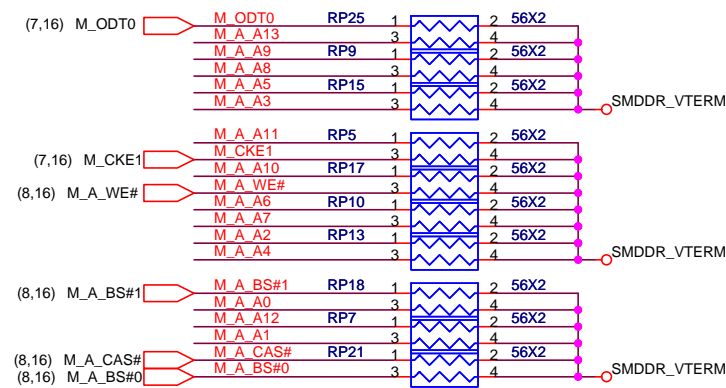 (7,16) M_ODT0 M_ODT0 RP25 1 2 56X2
M_A_A13 3 4
M_A_A9 RP9 1 2 56X2
M_A_A8 3 4
M_A_A5 RP15 1 2 56X2
M_A_A3 3 4 SMDDR_VTERM
M_A_A11 RP5 1 2 56X2
(7,16) M_CKE1 M_CKE1 3 4
M_A_A10 RP17 1 2 56X2
(8,16) M_A_WE# M_A_WE# 3 4
M_A_A6 RP10 1 2 56X2
M_A_A7 3 4
M_A_A2 RP13 1 2 56X2
M_A_A4 3 4 SMDDR_VTERM
(8,16) M_A_BS#1 M_A_BS#1 RP18 1 2 56X2
M_A_A0 3 4
M_A_A12 RP7 1 2 56X2
M_A_A1 3 4
(8,16) M_A_CAS# M_A_CAS# RP21 1 2 56X2
(8,16) M_A_BS#0 M_A_BS#0 3 4 SMDDR_VTERM